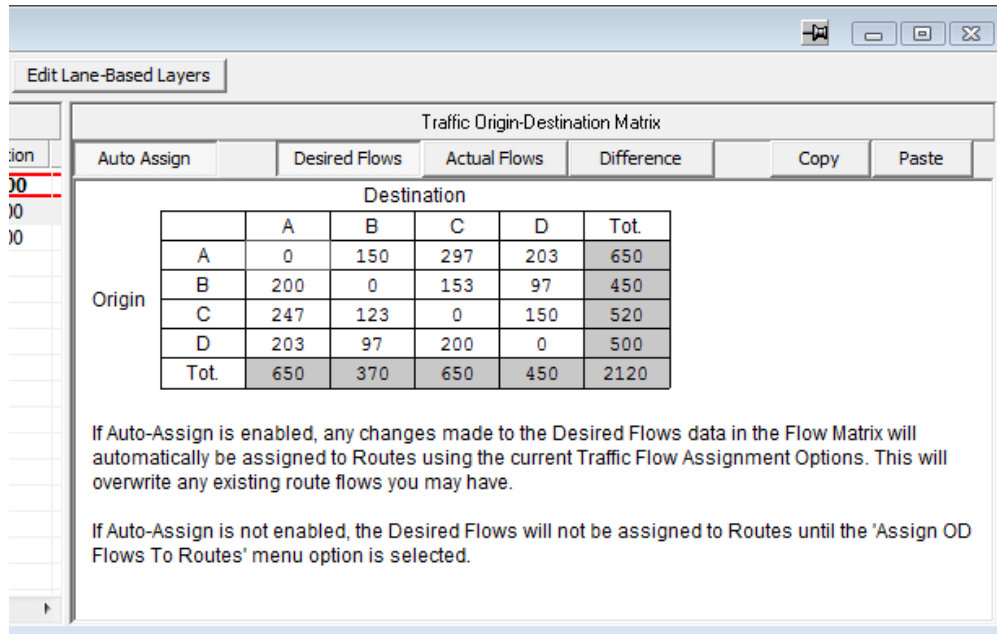 Edit Lane-Based Layers
Traffic Origin-Destination Matrix
tion
Auto Assign Desired Flows Actual Flows Difference Copy Paste
00
00
00
Destination
A B C D Tot.
A 0 150 297 203 650
Origin
B 200 0 153 97 450
C 247 123 0 150 520
D 203 97 200 0 500
Tot. 650 370 650 450 2120
If Auto-Assign is enabled, any changes made to the Desired Flows data in the Flow Matrix will
automatically be assigned to Routes using the current Traffic Flow Assignment Options. This will
overwrite any existing route flows you may have.
If Auto-Assign is not enabled, the Desired Flows will not be assigned to Routes until the 'Assign OD
Flows To Routes' menu option is selected.